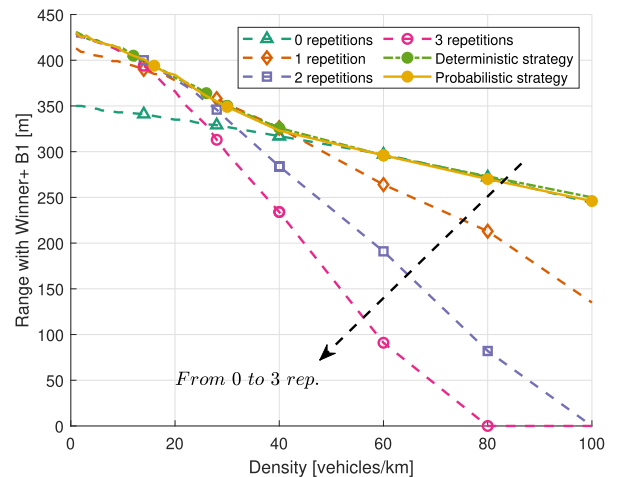 450
400
350
300
250
200
150
100
50
0
Range with Winner+ B1 [m]
0 repetitions
1 repetition
2 repetitions
3 repetitions
Deterministic strategy
Probabilistic strategy
From 0 to 3 rep.
0 20 40 60 80 100
Density [vehicles/km]